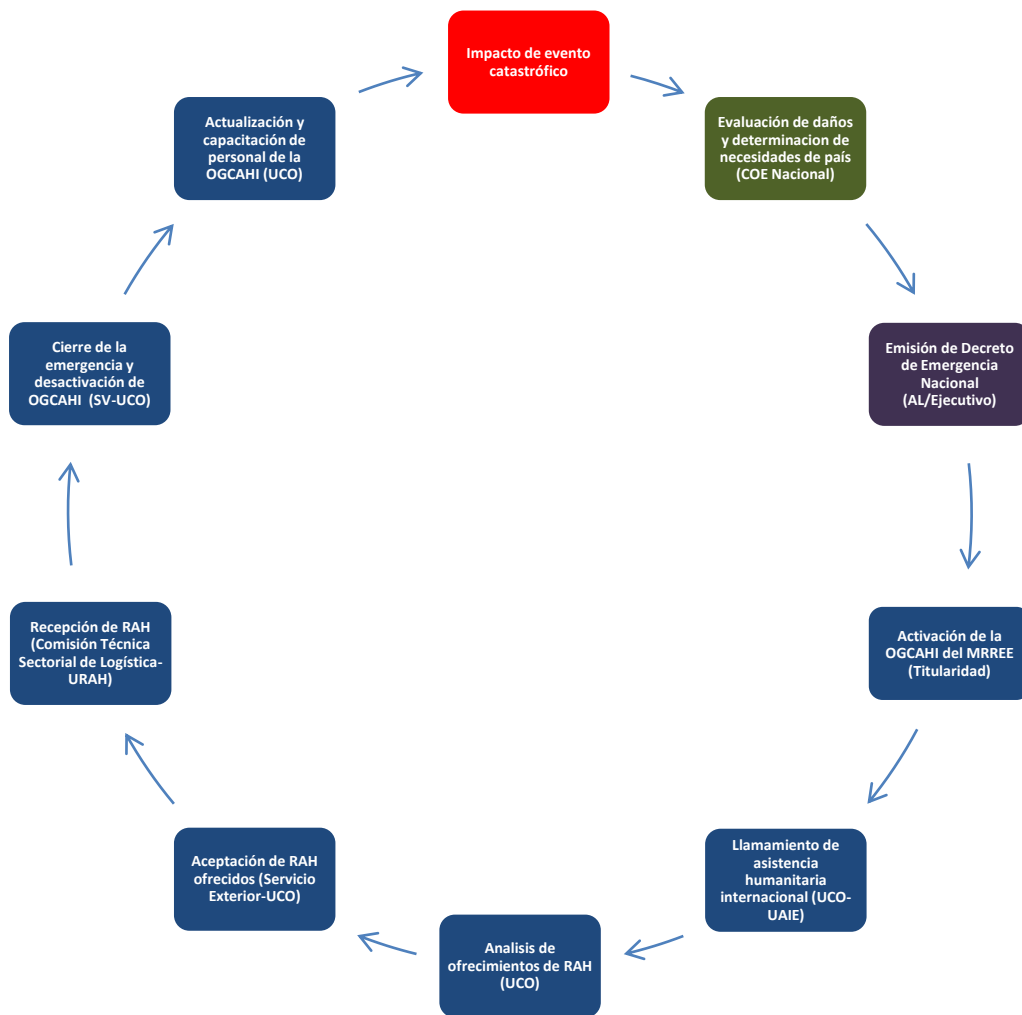 Impacto de evento
catastrófico
Evaluación de daños
y determinacion de
necesidades de país
(COE Nacional)
Emisión de Decreto
de Emergencia
Nacional
(AL/Ejecutivo)
Activación de la
OGCAHI del MRREE
(Titularidad)
Llamamiento de
asistencia
humanitaria
internacional (UCO-
UAIE)
Analisis de
ofrecimientos de RAH
(UCO)
Aceptación de RAH
ofrecidos (Servicio
Exterior-UCO)
Recepción de RAH
(Comisión Técnica
Sectorial de Logística-
URAH)
Cierre de la
emergencia y
desactivación de
OGCAHI (SV-UCO)
Actualización y
capacitación de
personal de la
OGCAHI (UCO)